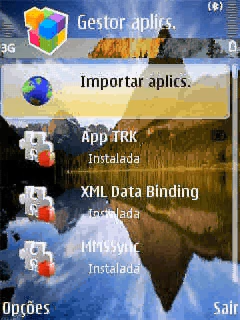 Gestor aplics.
3G
Importar aplics.
App TRK
Instalada
XML Data Binding
Instalada
MMSSync
Instalada
Opções
Sair